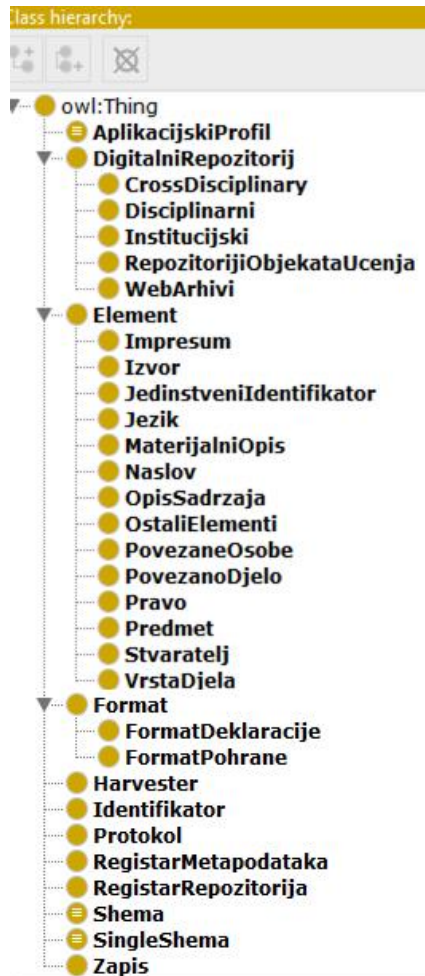 Class hierarchy:
owl:Thing
AplikacijskiProfil
DigitalniRepozitorij
CrossDisciplinary
Disciplinarni
Institucijski
RepozitorijiObjekataUcenja
WebArhivi
Element
Impresum
Izvor
JedinstveniIdentifikator
Jezik
MaterijalniOpis
Naslov
OpisSadrzaja
OstaliElementi
PovezaneOsobe
PovezanoDjelo
Pravo
Predmet
Stvaratelj
VrstaDjela
Format
FormatDeklaracije
FormatPohrane
Harvester
Identifikator
Protokol
RegistarMetapodataka
RegistarRepozitorija
Shema
SingleShema
Zapis